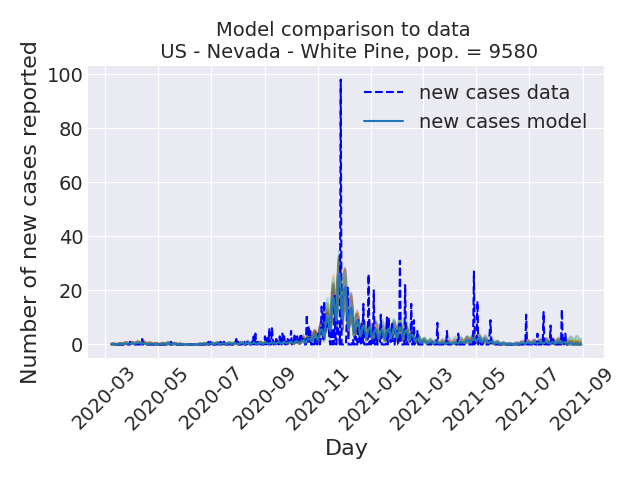 Model comparison to data
US - Nevada - White Pine, pop. = 9580
Number of new cases reported
100
80
60
40
20
0
new cases data
new cases model
2020-03
2020-05
2020-07
2020-09
2020-11
2021-01
2021-03
2021-05
2021-07
2021-09
Day